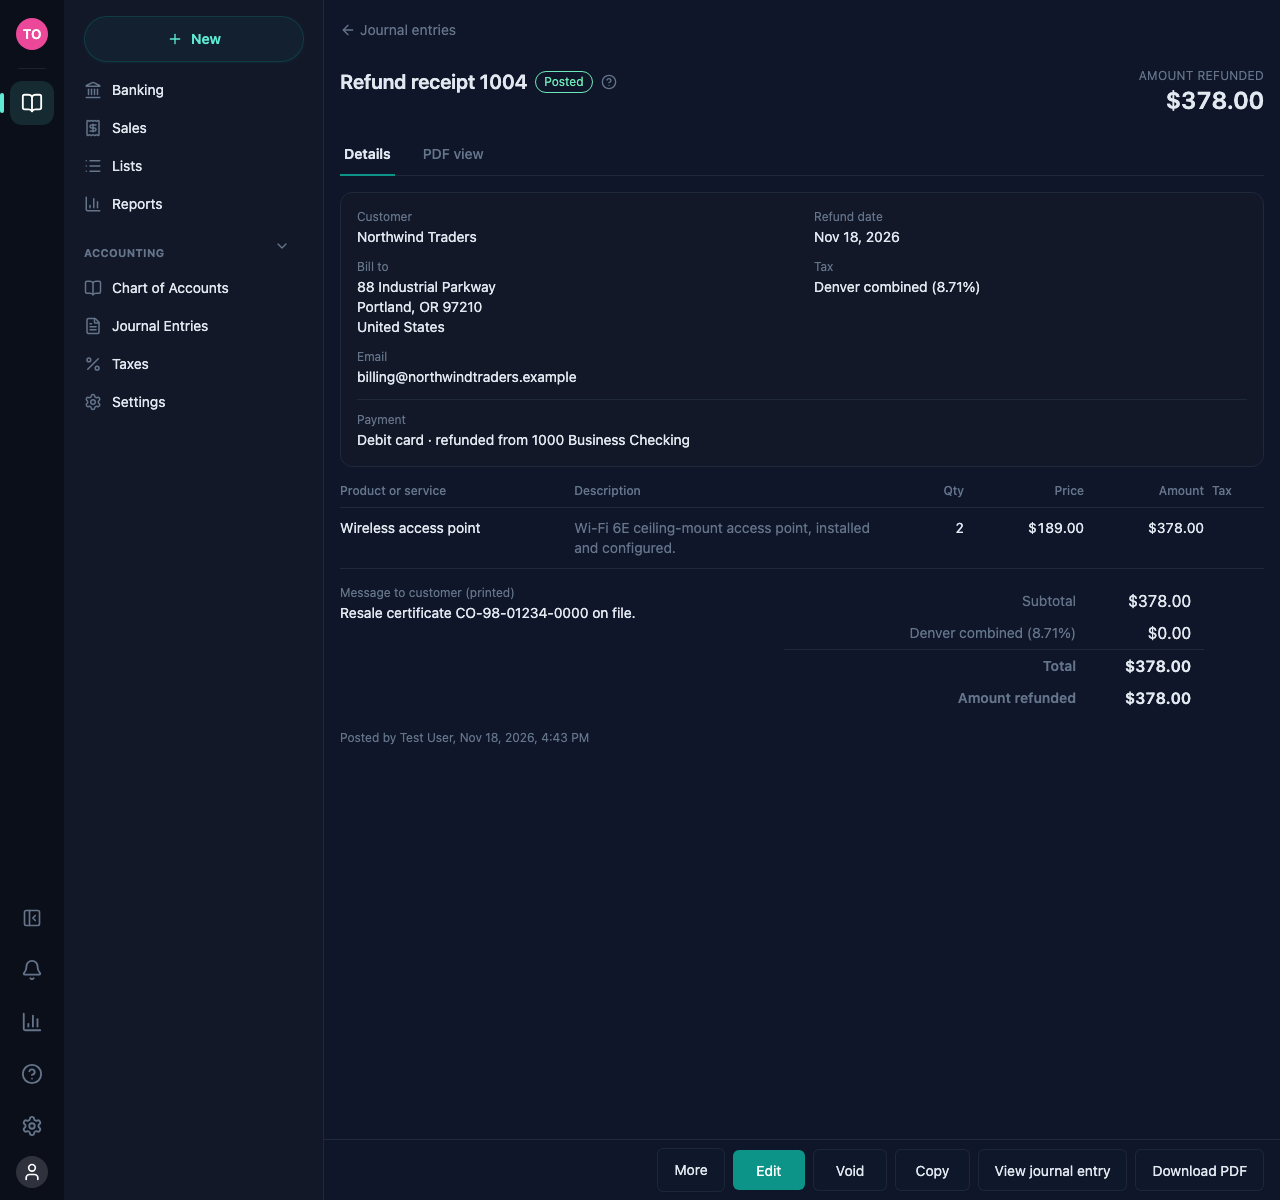 TO
New
Banking
Sales
Lists
Reports
ACCOUNTING
Chart of Accounts
Journal Entries
Taxes
Settings
Journal entries
Refund receipt 1004 Posted
AMOUNT REFUNDED
$378.00
Details PDF view
Customer
Northwind Traders
Refund date
Nov 18, 2026
Bill to
88 Industrial Parkway
Portland, OR 97210
United States
Tax
Denver combined (8.71%)
Email
billing@northwindtraders.example
Payment
Debit card · refunded from 1000 Business Checking
Product or service Description Qty Price Amount Tax
Wireless access point Wi-Fi 6E ceiling-mount access point, installed 2 $189.00 $378.00
and configured.
Message to customer (printed)
Resale certificate CO-98-01234-0000 on file.
Subtotal $378.00
Denver combined (8.71%) $0.00
Total $378.00
Amount refunded $378.00
Posted by Test User, Nov 18, 2026, 4:43 PM
More Edit Void Copy View journal entry Download PDF